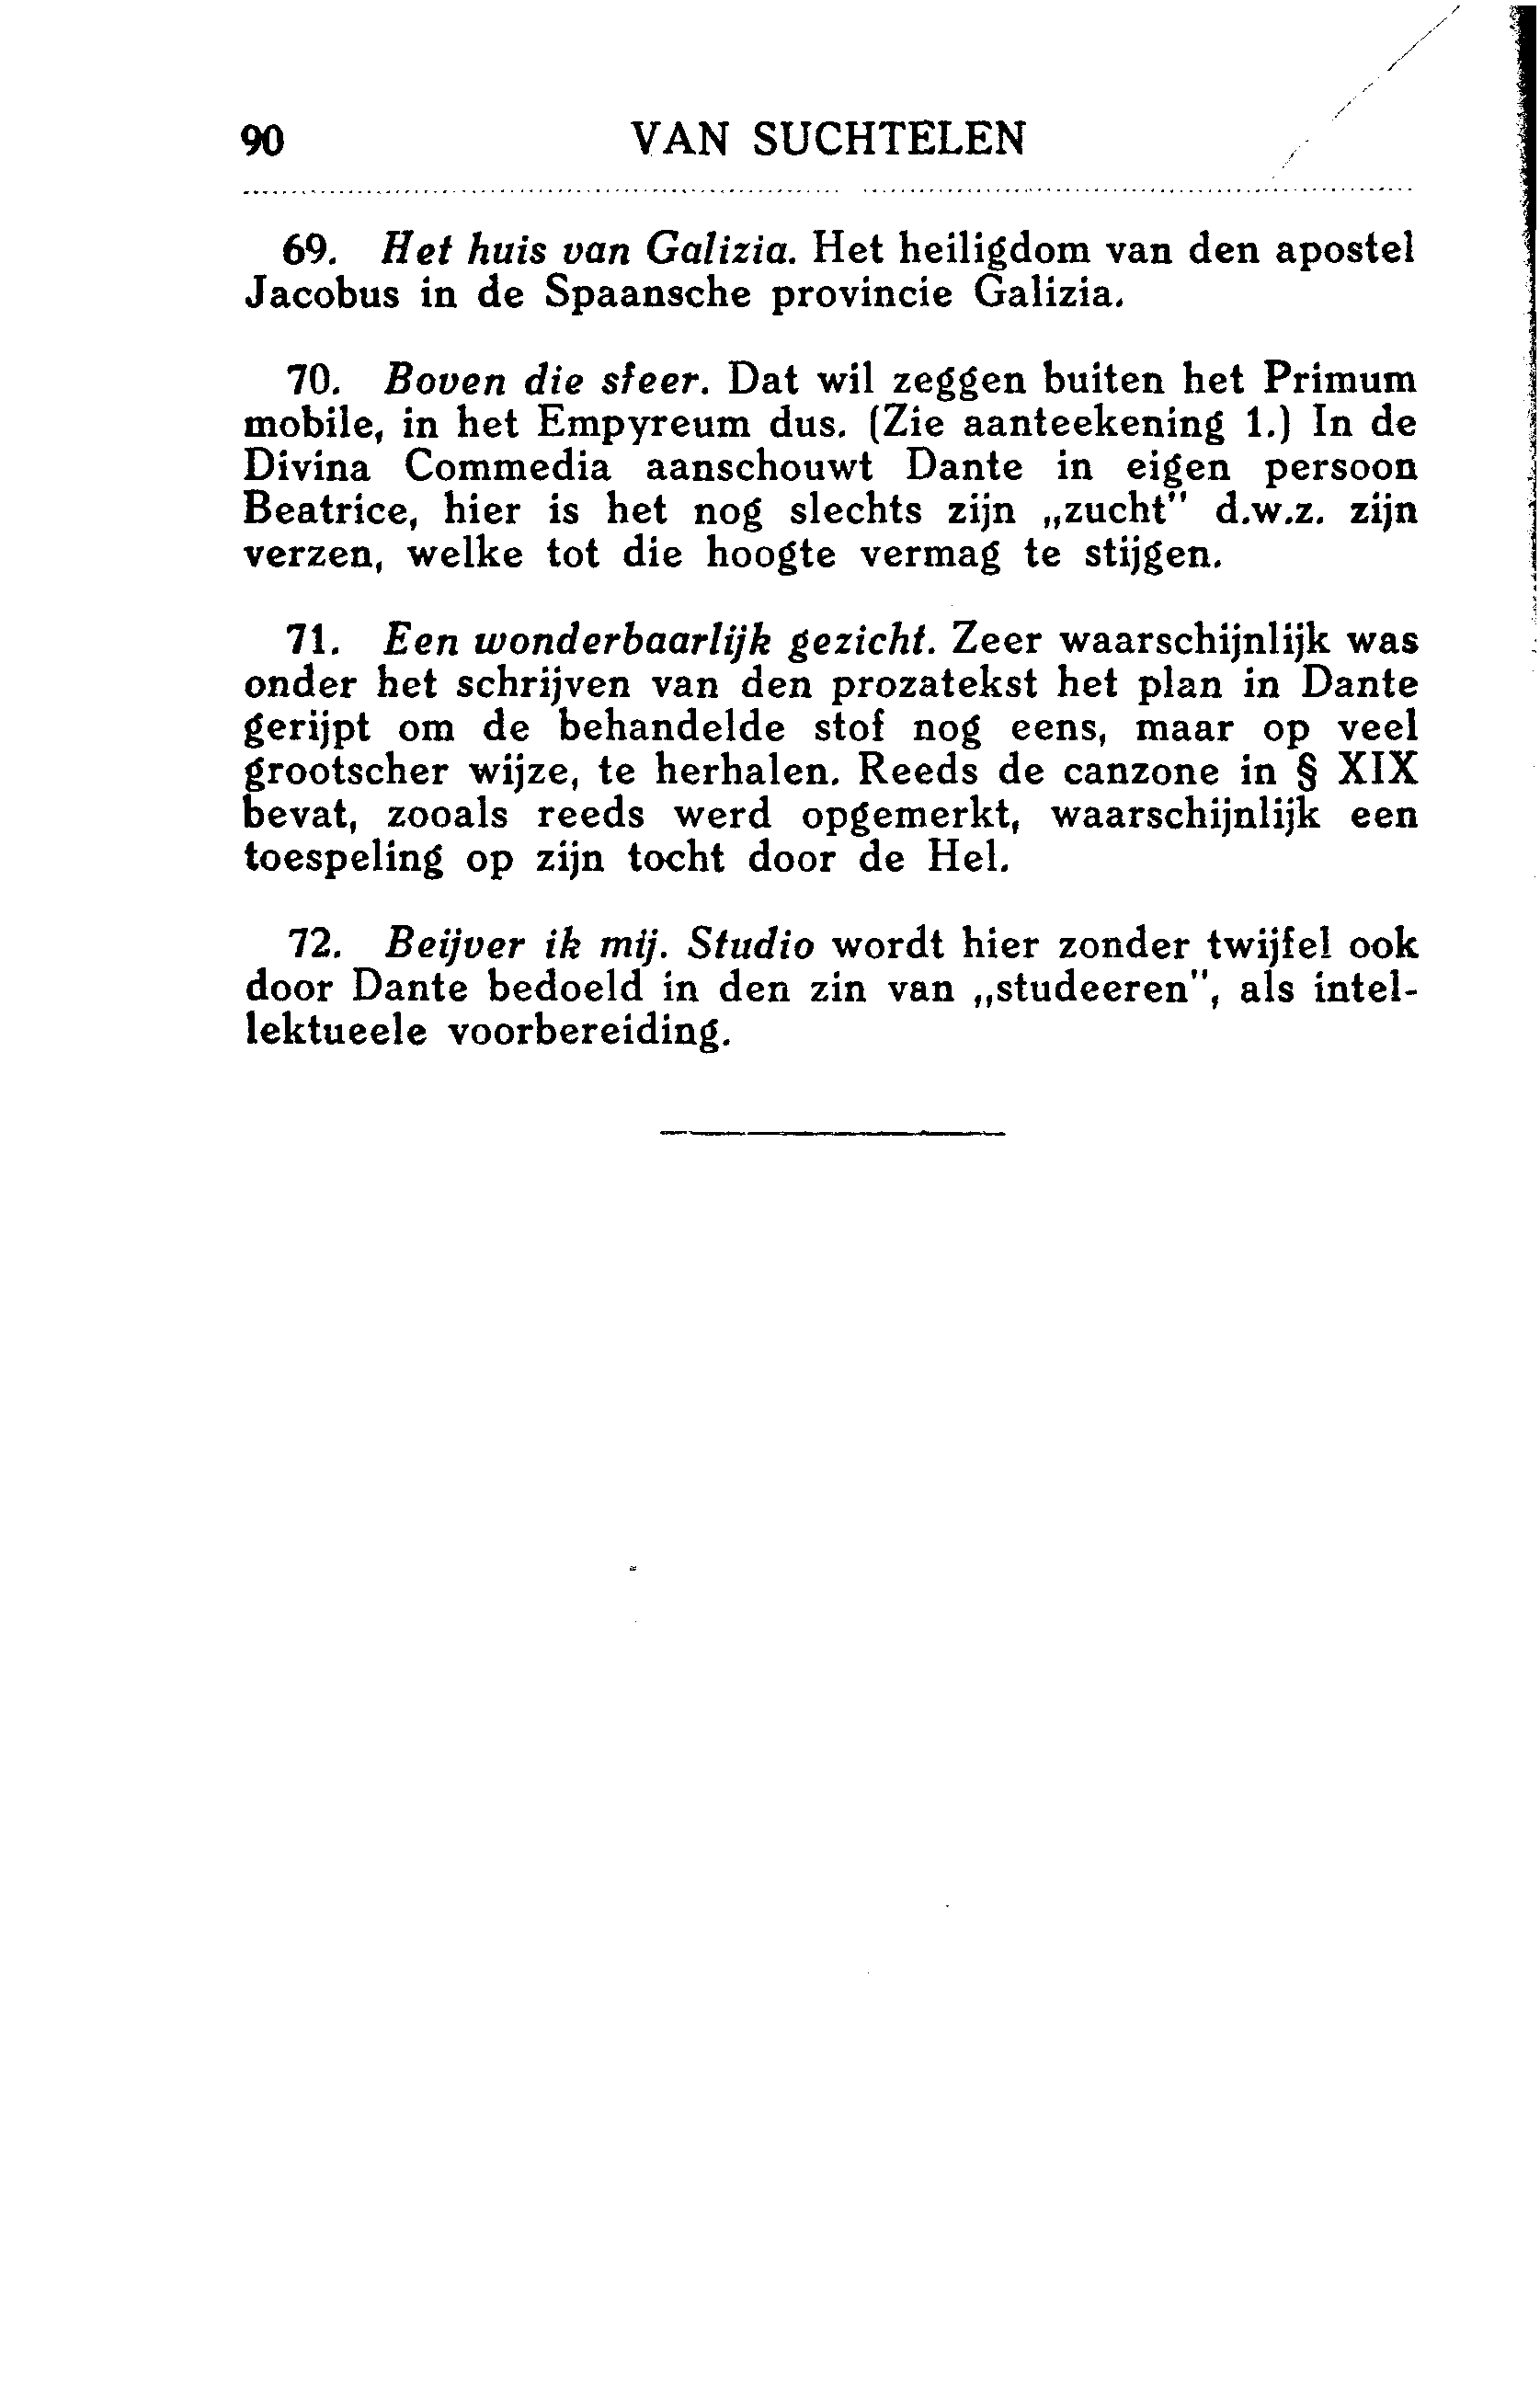 90 VAN SUCHTELEN
69. Het huis van Galizia. Het heiligdom van den apostel
Jacobus in de Spaansche provincie Galizia.
70. Boven die sfeer. Dat wil zeggen buiten het Primum
mobile, in het Empyreum dus. (Zie aanteekening 1.) In de
Divina Commedia aanschouwt Dante in eigen persoon
Beatrice, hier is het nog slechts zijn „zucht" d.w.z. zijn
verzen, welke tot die hoogte vermag te stijgen.
71. Een wonderbaarlijk gezicht. Zeer waarschijnlijk was
onder het schrijven van den prozatekst het plan in Dante
gerijpt om de behandelde stof nog eens, maar op veel
grootscher wijze, te herhalen. Reeds de canzone in § XIX
bevat, zooals reeds werd opgemerkt, waarschijnlijk een
toespeling op zijn tocht door de Hel.
72. Beijver ik mij. Studio wordt hier zonder twijfel ook
door Dante bedoeld in den zin van „studeeren", als intel-
lektueele voorbereiding.